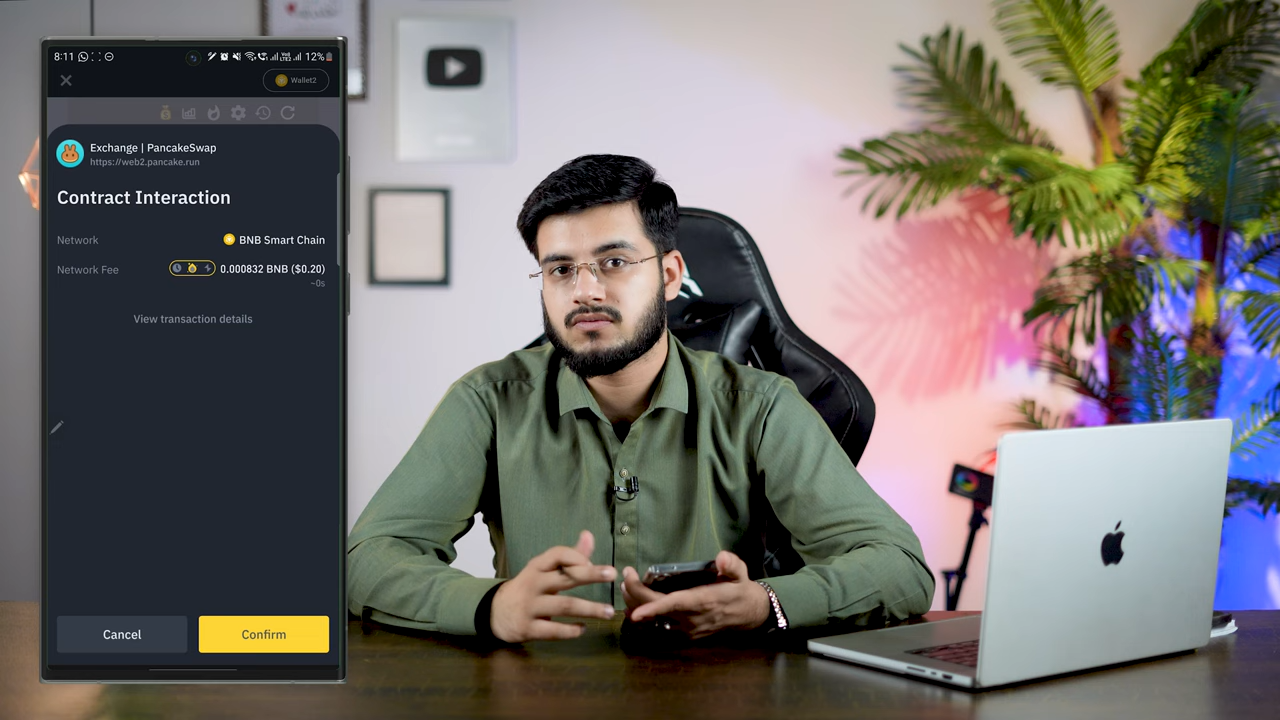 8:11 12%
Wallet2
Exchange | PancakeSwap
https://web2.pancake.run
Contract Interaction
Network BNB Smart Chain
Network Fee 0.000832 BNB ($0.20)
~0s
View transaction details
Cancel Confirm